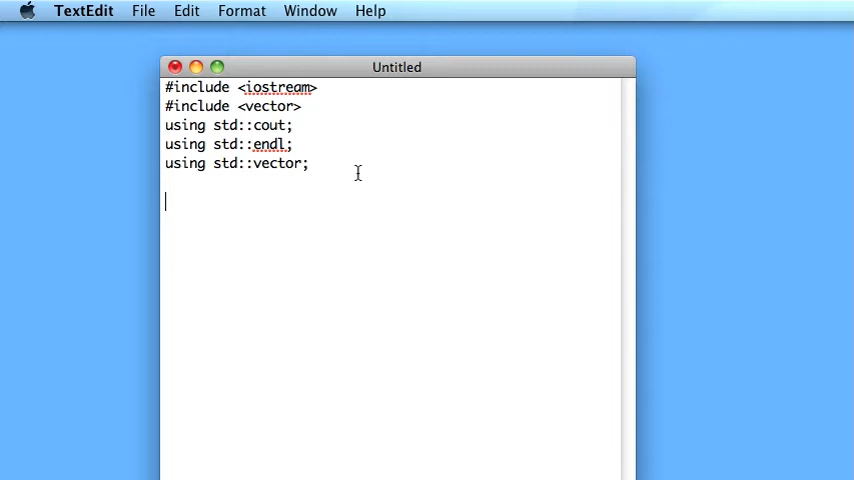 TextEdit File Edit Format Window Help
Untitled
#include <iostream>
#include <vector>
using std::cout;
using std::endl;
using std::vector;